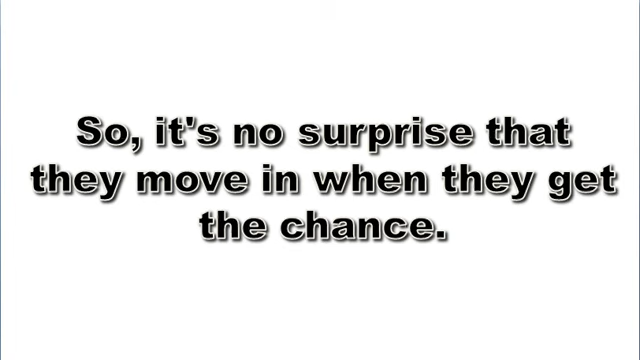 So, it's no surprise that
they move in when they get
the chance.